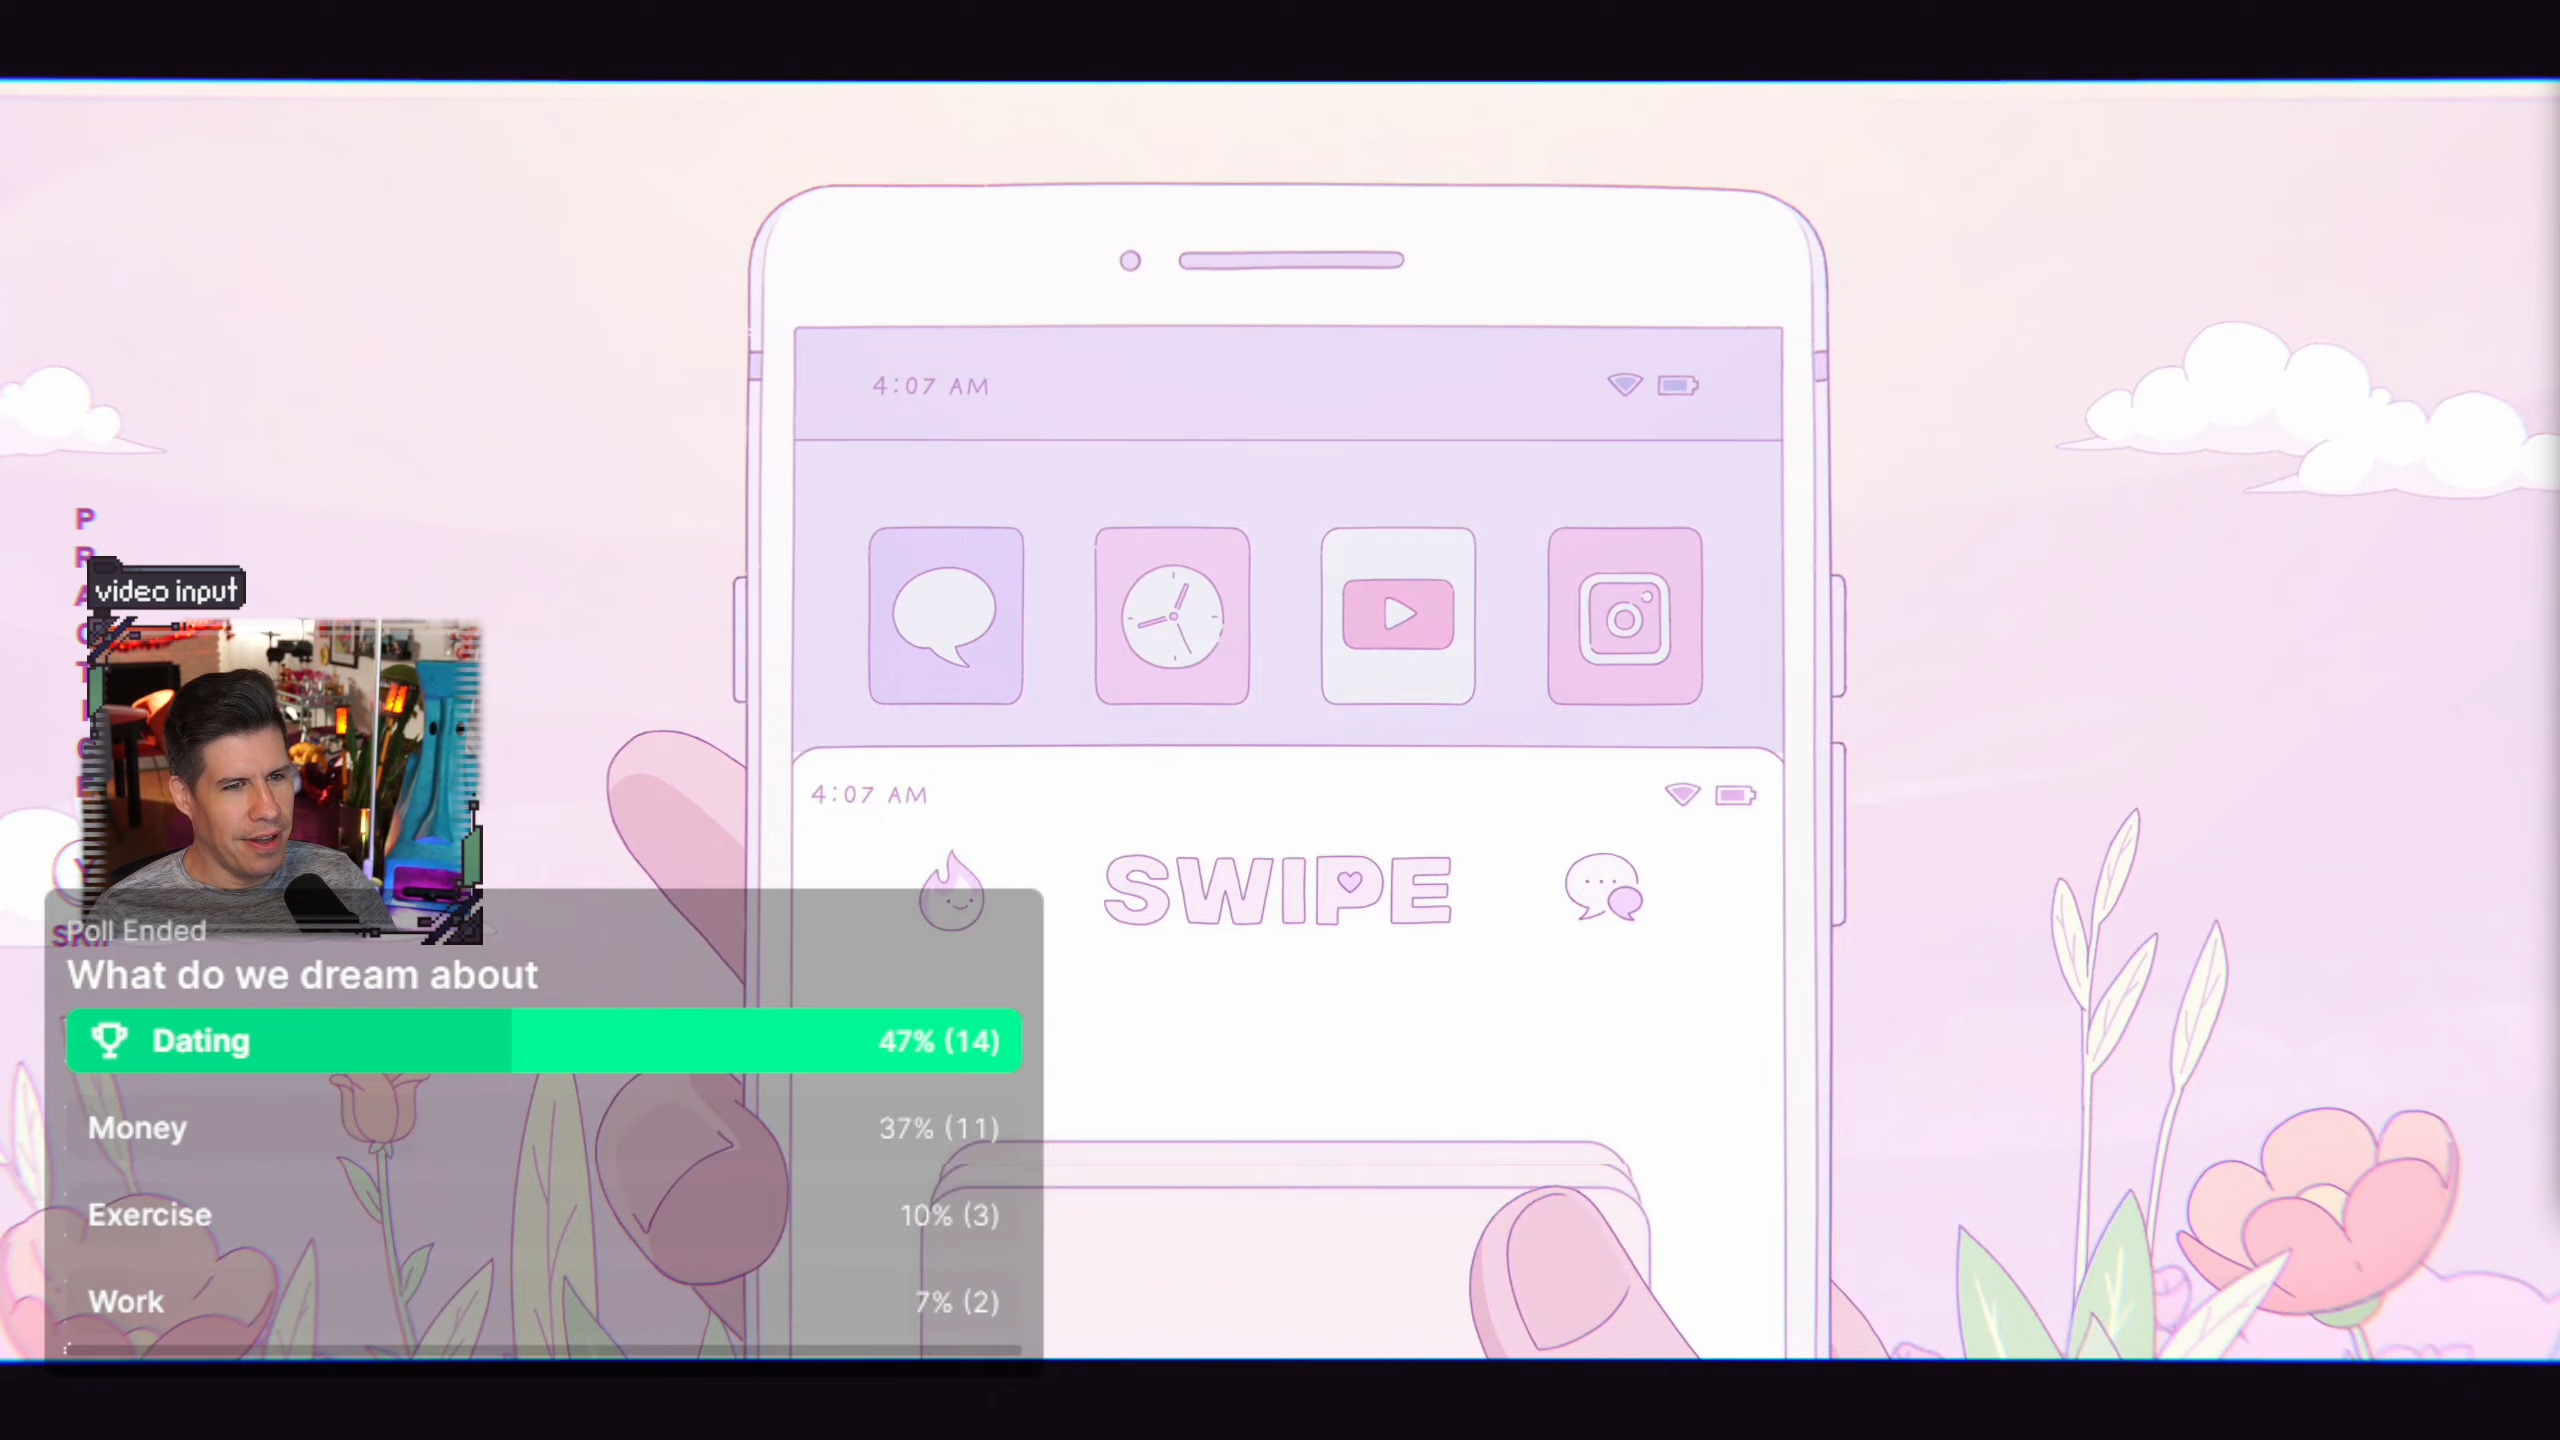 4:07 AM
P
R
A
C
T
I
C
E
video input
4:07 AM
SWIPE
Poll Ended
What do we dream about
Dating 47% (14)
Money 37% (11)
Exercise 10% (3)
Work 7% (2)